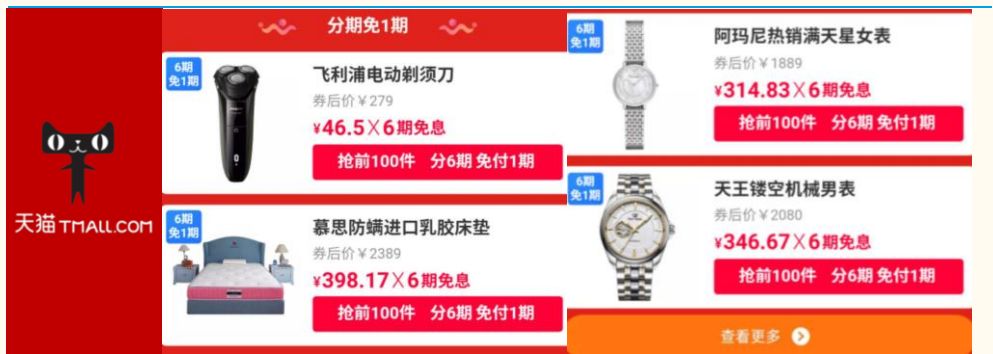 天猫 TMALL.COM
分期免1期
6期
免1期
飞利浦电动剃须刀
券后价￥279
¥46.5X6期免息
抢前100件 分6期 免付1期
6期
免1期
慕思防螨进口乳胶床垫
券后价￥2389
¥398.17X6期免息
抢前100件 分6期 免付1期
6期
免1期
阿玛尼热销满天星女表
券后价￥1889
¥314.83X6期免息
抢前100件 分6期 免付1期
6期
免1期
天王镂空机械男表
券后价￥2080
¥346.67X6期免息
抢前100件 分6期 免付1期
查看更多